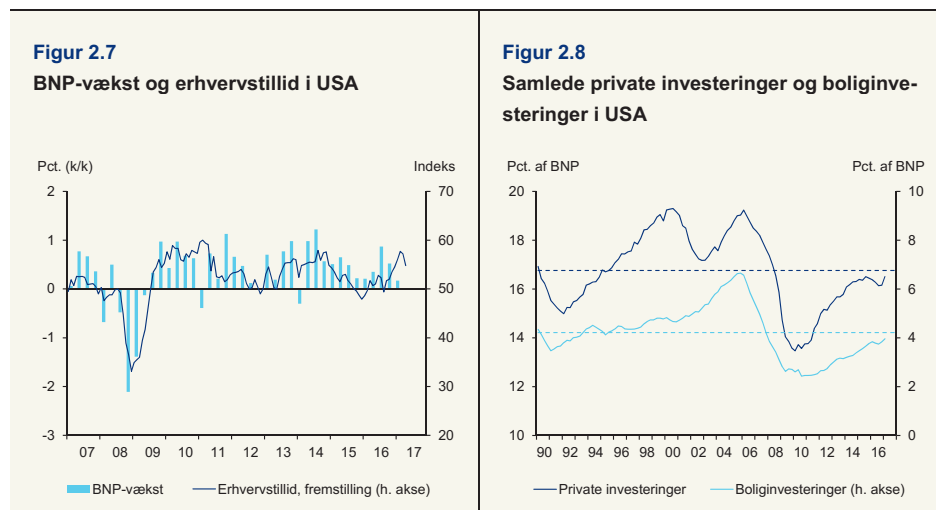 Figur 2.7
BNP-vækst og erhvervstillid i USA
Pct. (k/k)
Indeks
2
1
0
-1
-2
-3
70
60
50
40
30
20
07 08 09 10 11 12 13 14 15 16 17
BNP-vækst
Erhvervstillid, fremstilling (h. akse)
Figur 2.8
Samlede private investeringer og boliginve-
steringer i USA
Pct. af BNP
Pct. af BNP
20
18
16
14
12
10
10
8
6
4
2
0
90 92 94 96 98 00 02 04 06 08 10 12 14 16
Private investeringer
Boliginvesteringer (h. akse)